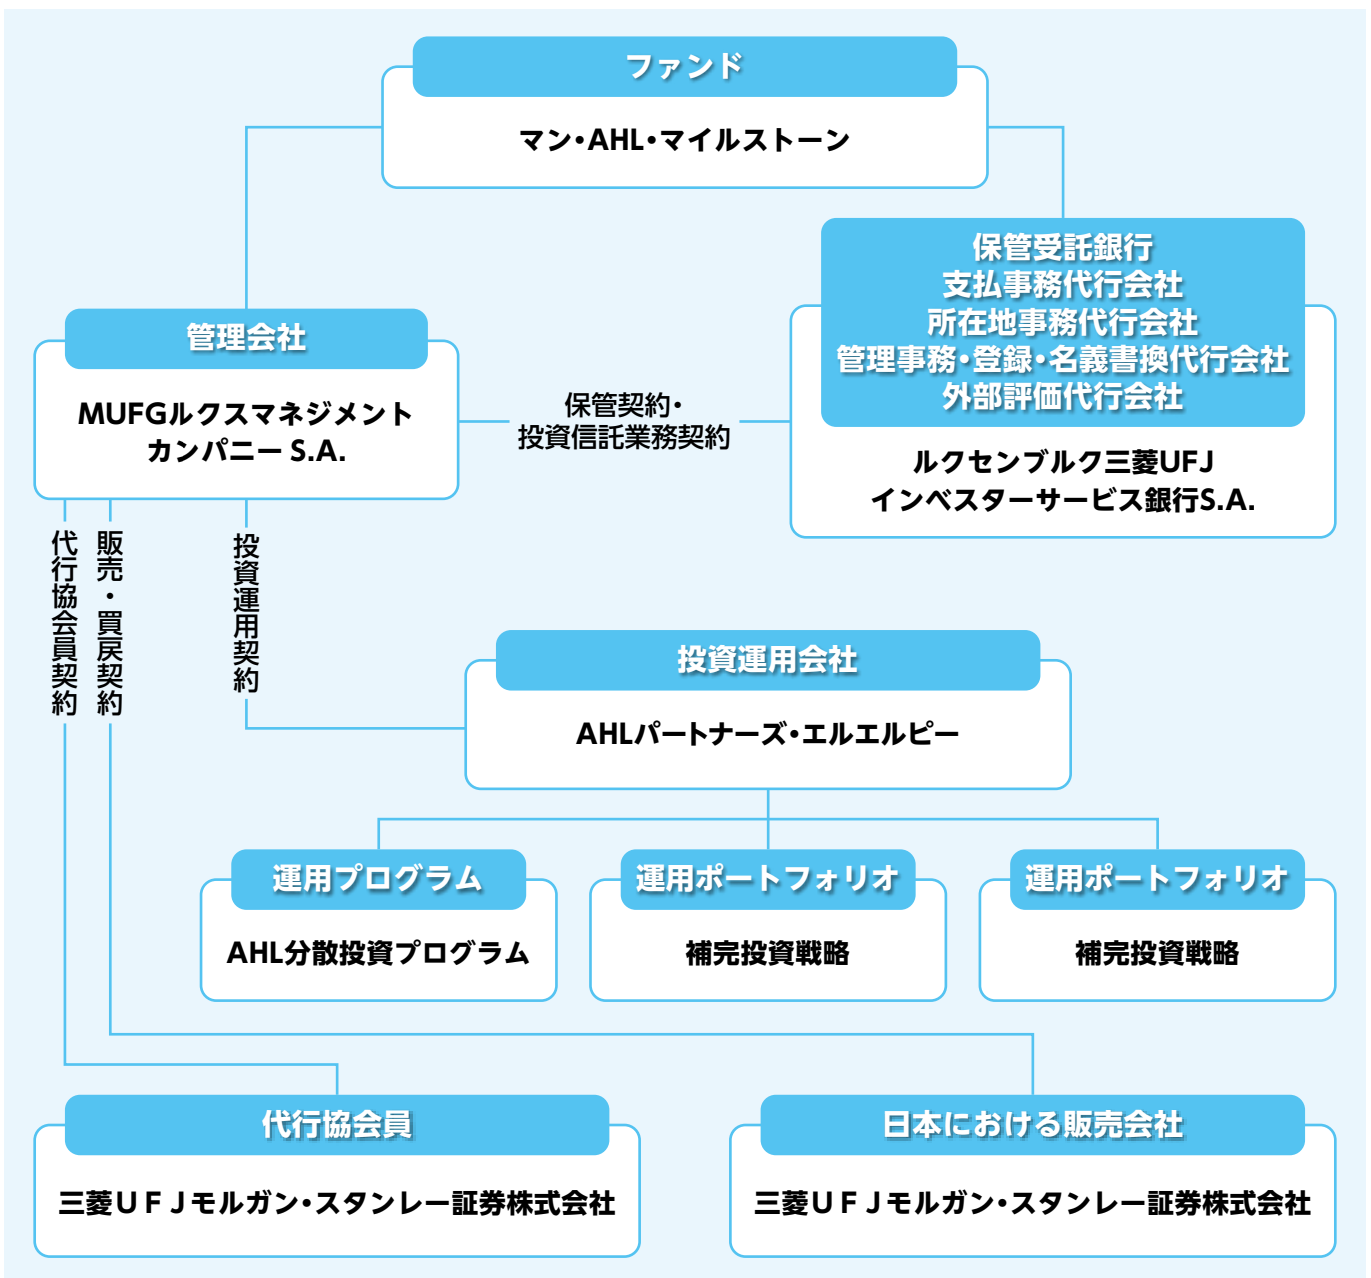 ファンド
マン・AHL・マイルストーン
保管受託銀行
支払事務代行会社
所在地事務代行会社
管理事務・登録・名義書換代行会社
外部評価代行会社
ルクセンブルク三菱UFJ
インベスターサービス銀行S.A.
管理会社
MUFGルクスマネジメント
カンパニー S.A.
保管契約・
投資信託業務契約
代行協会員契約
販売・買戻契約
投資運用契約
投資運用会社
AHLパートナーズ・エルエルピー
運用プログラム
AHL分散投資プログラム
運用ポートフォリオ
補完投資戦略
運用ポートフォリオ
補完投資戦略
代行協会員
三菱UFJモルガン・スタンレー証券株式会社
日本における販売会社
三菱UFJモルガン・スタンレー証券株式会社